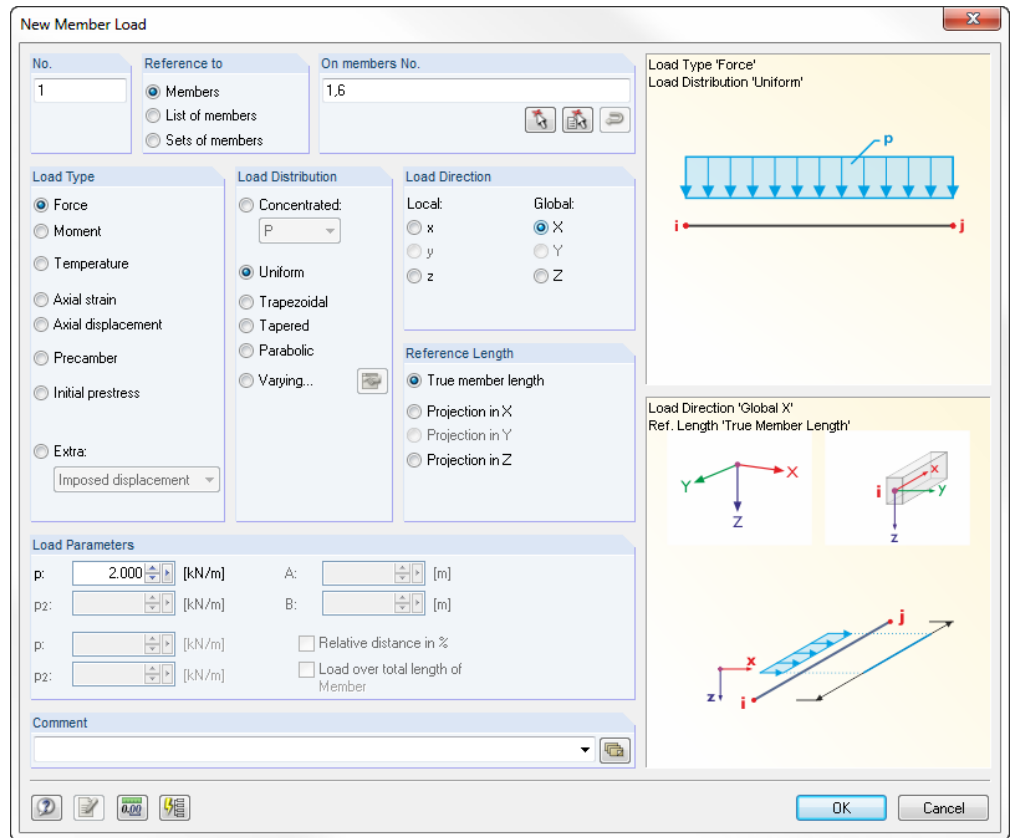 New Member Load
No.
1
Reference to
Members
List of members
Sets of members
On members No.
1,6
Load Type
Force
Moment
Temperature
Axial strain
Axial displacement
Precamber
Initial prestress
Extra:
Imposed displacement
Load Distribution
Concentrated:
P
Uniform
Trapezoidal
Tapered
Parabolic
Varying...
Load Direction
Local:
x
y
z
Global:
X
Y
Z
Reference Length
True member length
Projection in X
Projection in Y
Projection in Z
Load Parameters
p: 2.000 [kN/m] A: [m]
p2: [kN/m] B: [m]
p: [kN/m] Relative distance in %
p2: [kN/m] Load over total length of
Member
Comment
Load Type 'Force'
Load Distribution 'Uniform'
p
i j
Load Direction 'Global X'
Ref. Length 'True Member Length'
Y X
Z
x
i y
z
j
x
z i
0.00
OK Cancel